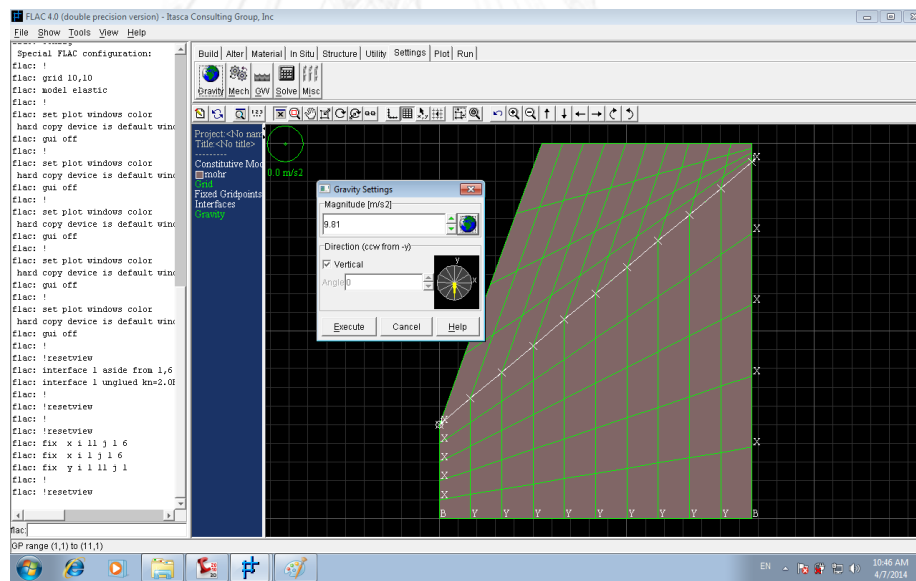 FLAC 4.0 (double precision version) - Itasca Consulting Group, Inc
File Show Tools View Help
Special FLAC configuration:
flac: !
flac: grid 10,10
flac: model elastic
flac: !
flac: set plot windows color
hard copy device is default wind
flac: gui off
flac: !
flac: set plot windows color
hard copy device is default wind
flac: gui off
flac: !
flac: set plot windows color
hard copy device is default wind
flac: gui off
flac: !
flac: set plot windows color
hard copy device is default wind
flac: gui off
flac: !
flac: set plot windows color
hard copy device is default wind
flac: gui off
flac: !
flac: !resetview
flac: interface 1 aside from 1,6
flac: interface 1 unglued kn=2.0
flac: !
flac: !resetview
flac: !
flac: !resetview
flac: fix x i 11 j 1 6
flac: fix x i 1 j 1 6
flac: fix y i 1 11 j 1
flac: !
flac: !resetview
flac:
GP range (1,1) to (11,1)
Build Alter Material In Situ Structure Utility Settings Plot Run
Gravity Mech GW Solve Misc
1 2 3
Project:<No nam
Title:<No title>
Constitutive Mod
mohr
Grid
Fixed Gridpoints
Interfaces
Gravity
0.0 m/s2
Gravity Settings
Magnitude [m/s2]
9.81
Direction (ccw from -y)
Vertical
Angle 0
y
x
Execute Cancel Help
X
X
X
X
X
X
X
X
X
B Y Y Y Y Y Y Y Y Y B
EN
10:46 AM
4/7/2014